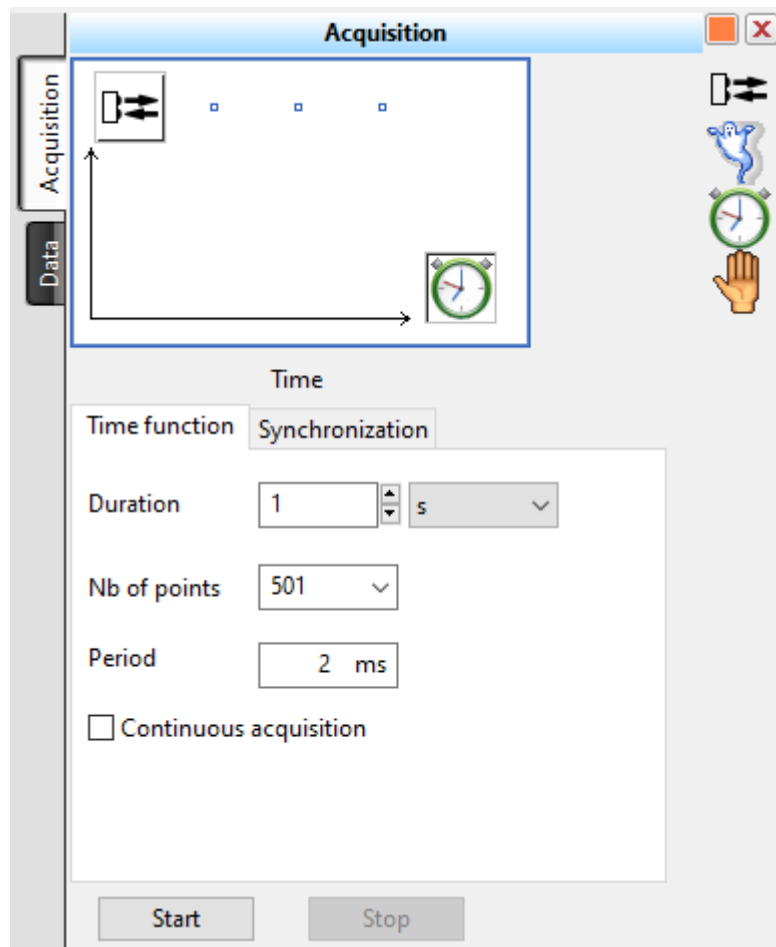 Acquisition
Acquisition
Data
Time
Time function
Synchronization
Duration
1
s
Nb of points
501
Period
2 ms
Continuous acquisition
Start
Stop